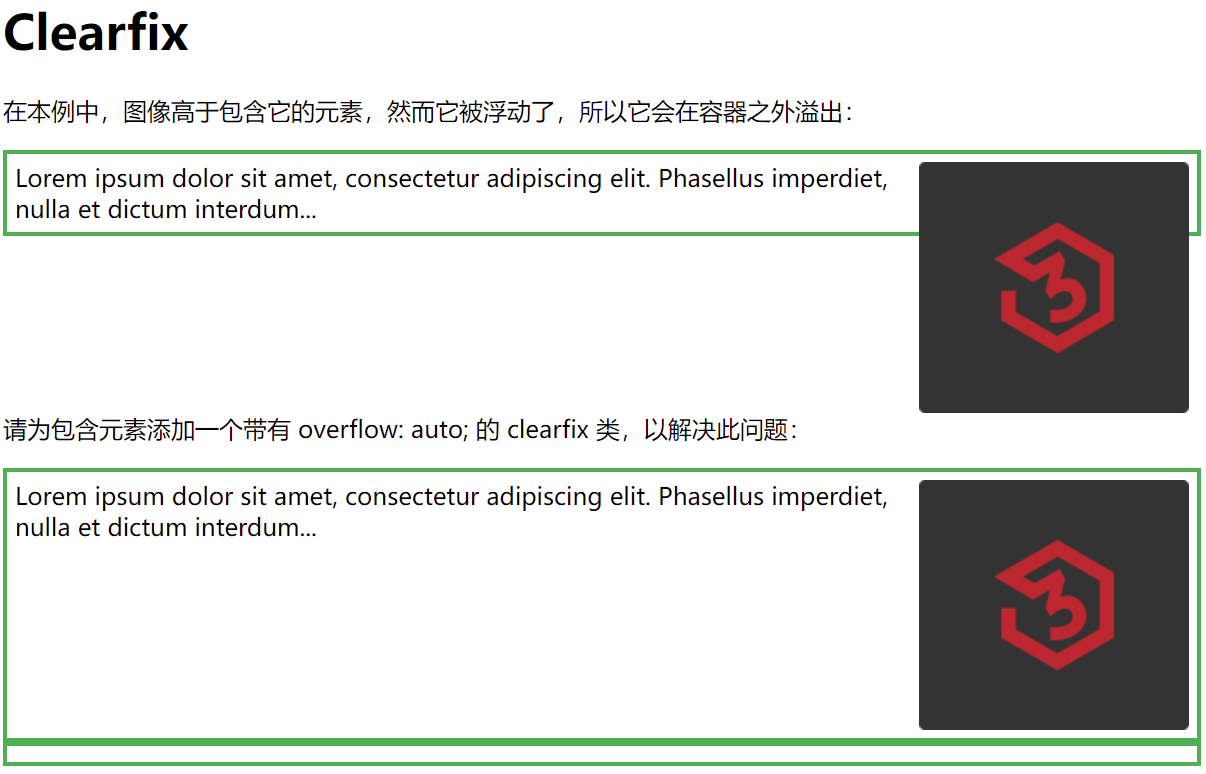 Clearfix
在本例中，图像高于包含它的元素，然而它被浮动了，所以它会在容器之外溢出：
Lorem ipsum dolor sit amet, consectetur adipiscing elit. Phasellus imperdiet,
nulla et dictum interdum...
3
请为包含元素添加一个带有 overflow: auto; 的 clearfix 类，以解决此问题：
Lorem ipsum dolor sit amet, consectetur adipiscing elit. Phasellus imperdiet,
nulla et dictum interdum...
3